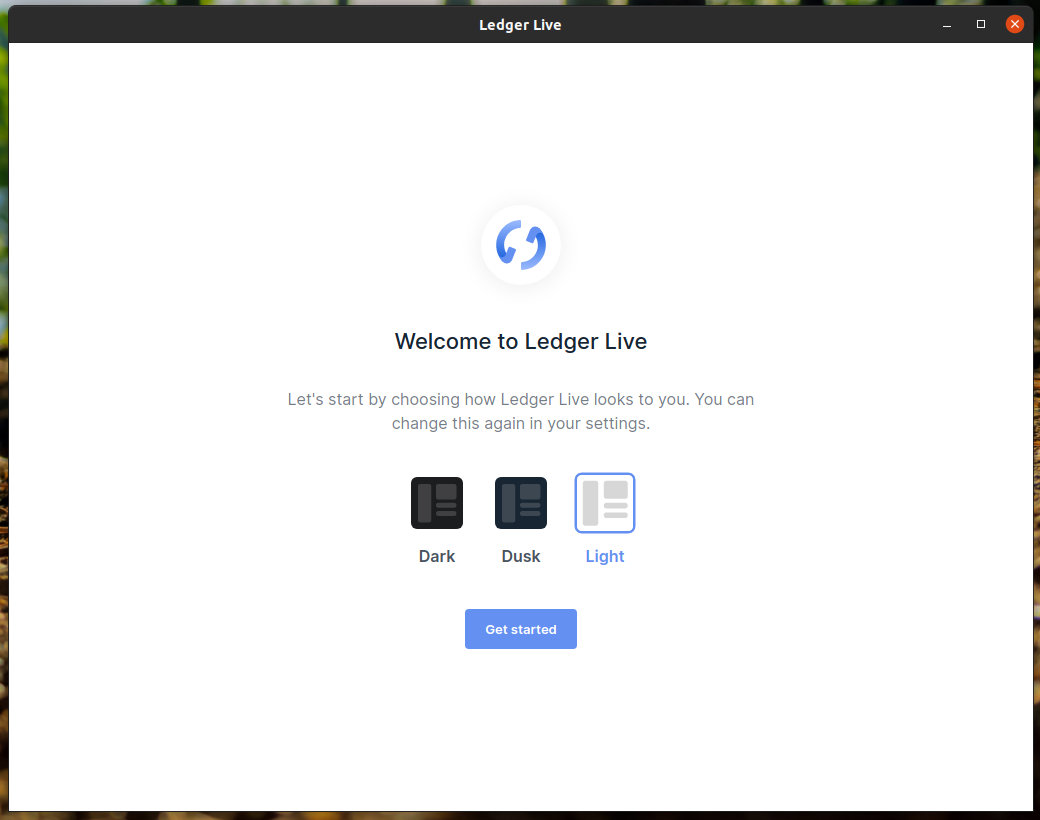 Ledger Live
Welcome to Ledger Live
Let's start by choosing how Ledger Live looks to you. You can
change this again in your settings.
Dark Dusk Light
Get started